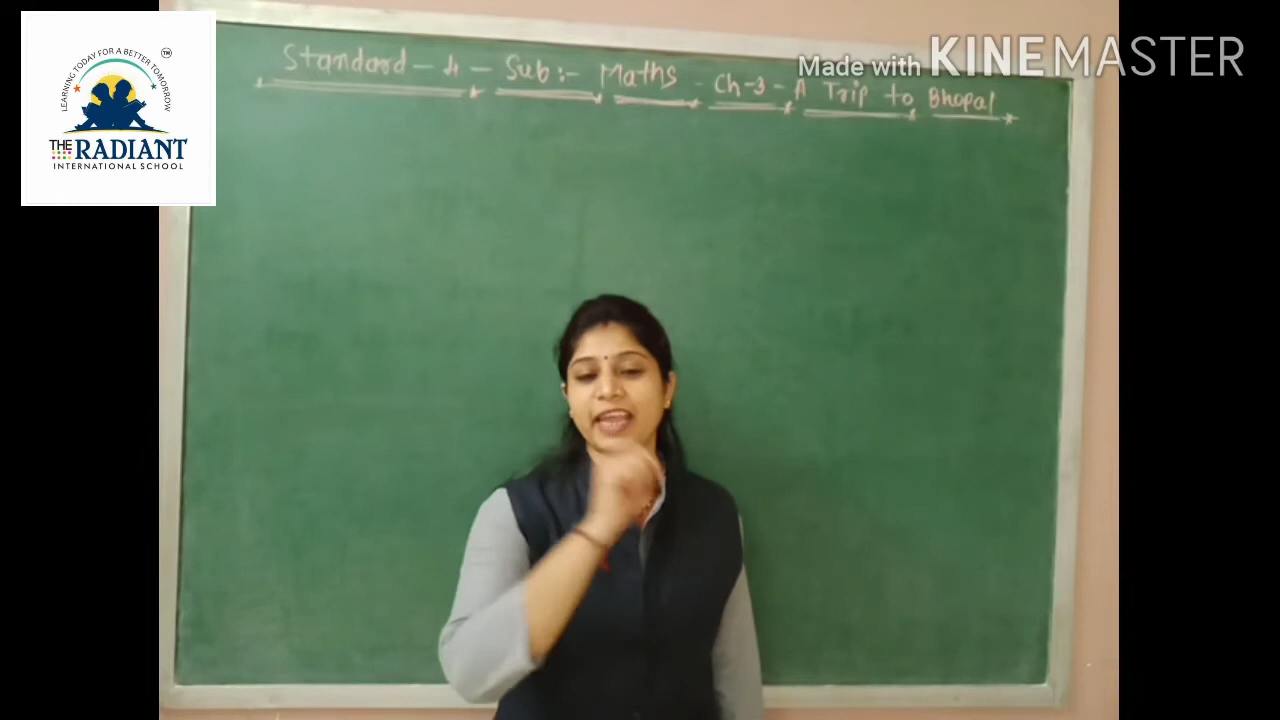 LEARNING TODAY FOR A BETTER TOMORROW
TM
THE RADIANT
INTERNATIONAL SCHOOL
Made with KINEMASTER
Standard - 4 - Sub:- Maths - Ch-3 - A Trip to Bhopal